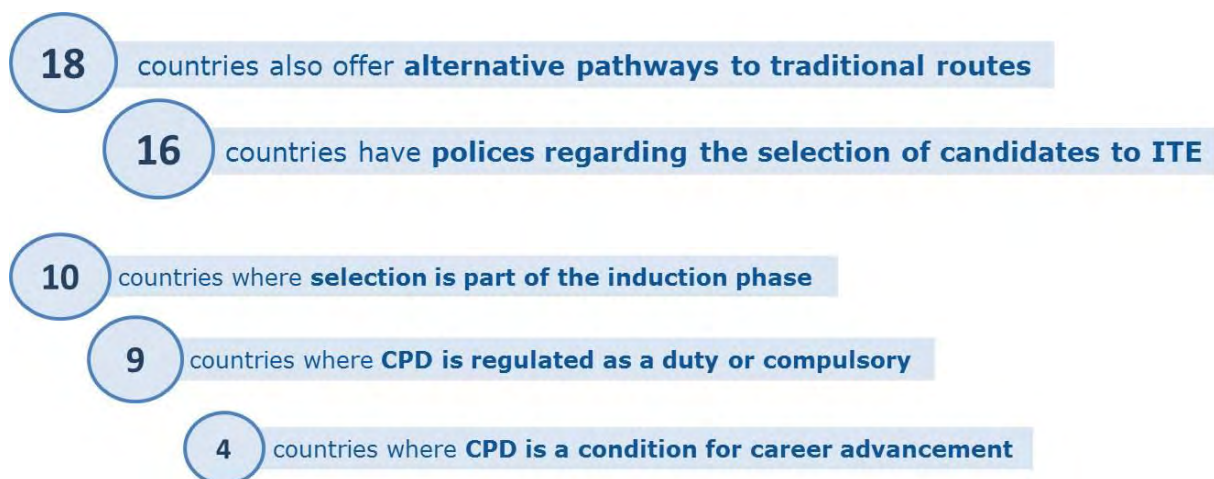 18 countries also offer alternative pathways to traditional routes
16 countries have polices regarding the selection of candidates to ITE
10 countries where selection is part of the induction phase
9 countries where CPD is regulated as a duty or compulsory
4 countries where CPD is a condition for career advancement